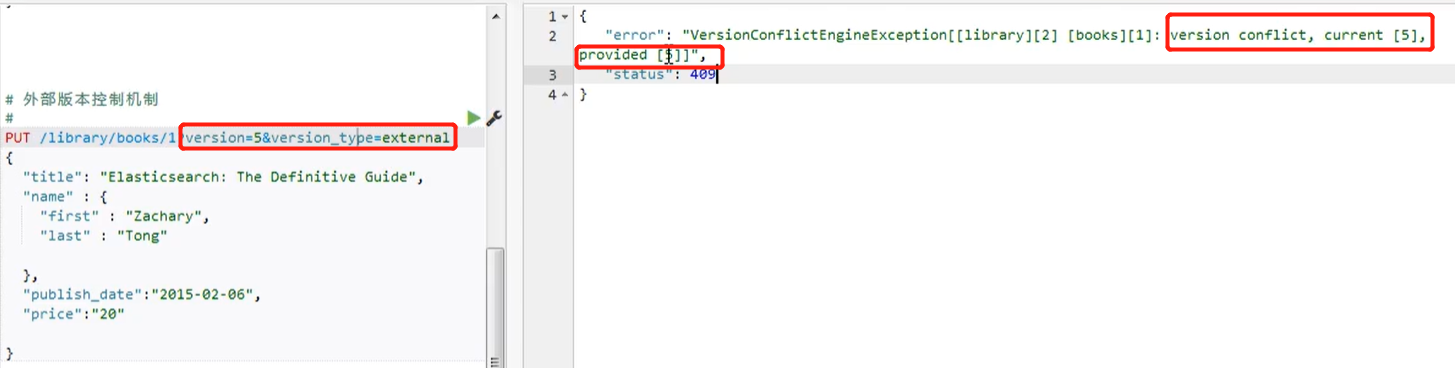 # 外部版本控制机制
#
PUT /library/books/1?version=5&version_type=external
{
"title": "Elasticsearch: The Definitive Guide",
"name" : {
"first" : "Zachary",
"last" : "Tong"
},
"publish_date":"2015-02-06",
"price":"20"
}
1
{
2
"error": "VersionConflictEngineException[[library][2] [books][1]: version conflict, current [5],
provided [5]]",
3
"status": 409
4
}